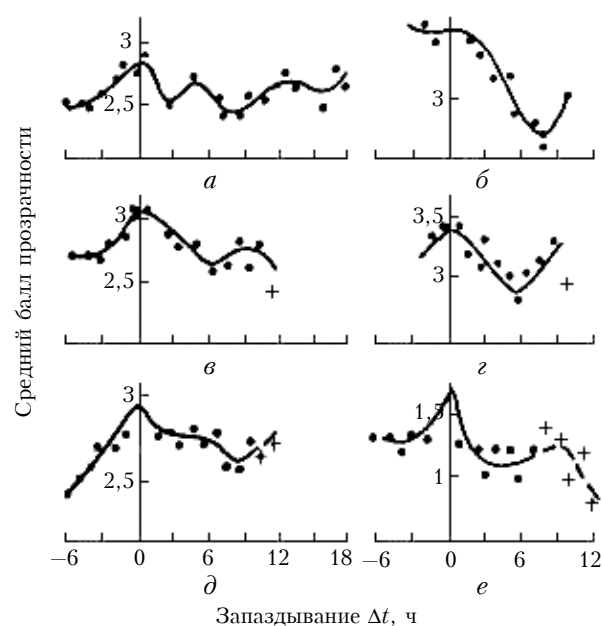 3
2,5
а
3
б
3
2,5
в
3,5
3
г
3
2,5
−6 0 6 12 18
д
1,5
1
−6 0 6 12
е
Средний балл прозрачности
Запаздывание Δt, ч